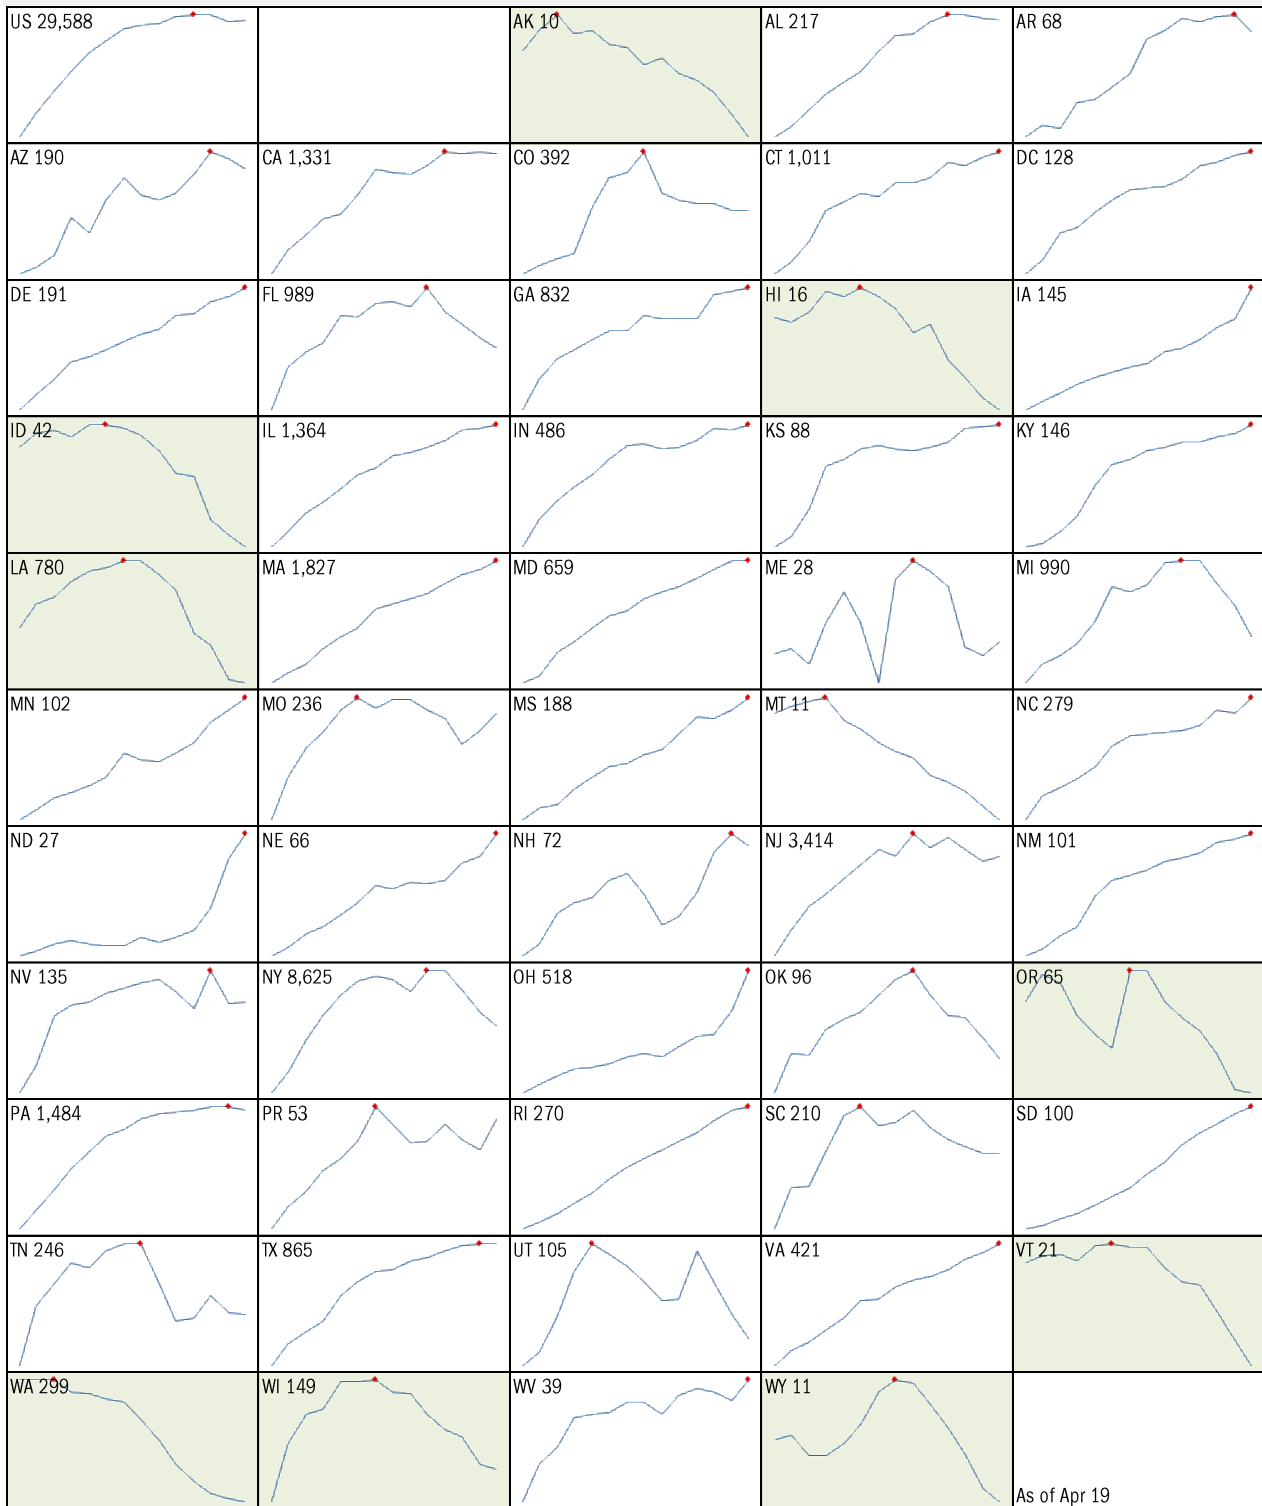 US 29,588
AK 10
AL 217
AR 68
AZ 190
CA 1,331
CO 392
CT 1,011
DC 128
DE 191
FL 989
GA 832
HI 16
IA 145
ID 42
IL 1,364
IN 486
KS 88
KY 146
LA 780
MA 1,827
MD 659
ME 28
MI 990
MN 102
MO 236
MS 188
MT 11
NC 279
ND 27
NE 66
NH 72
NJ 3,414
NM 101
NV 135
NY 8,625
OH 518
OK 96
OR 65
PA 1,484
PR 53
RI 270
SC 210
SD 100
TN 246
TX 865
UT 105
VA 421
VT 21
WA 299
WI 149
WV 39
WY 11
As of Apr 19